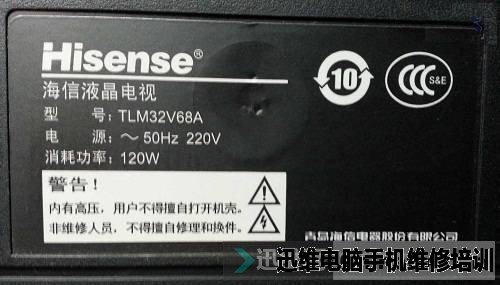 Hisense®
海信液晶电视
型 号：TLM32V68A
电 源：～50Hz 220V
消耗功率：120W
10
CCC S&E
警告！
内有高压，用户不得擅自打开机壳。
非维修人员，不得擅自修理和换件。
青岛海信电器股份有限公司
迅维电脑手机维修培训